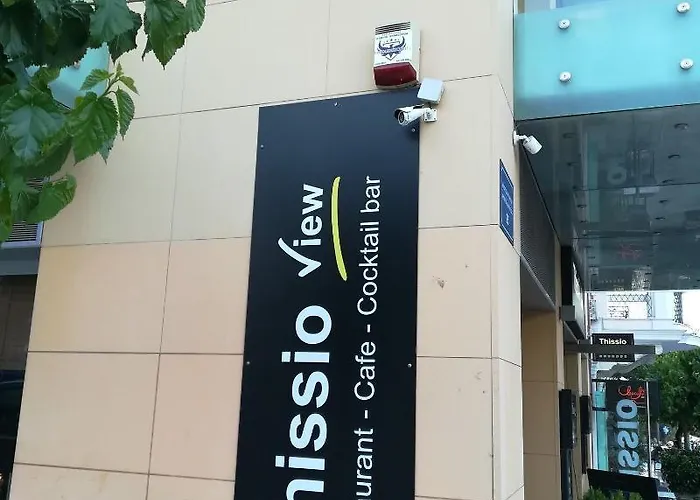 hissio view
urant - Cafe - Cocktail bar
Thissio
SSIO